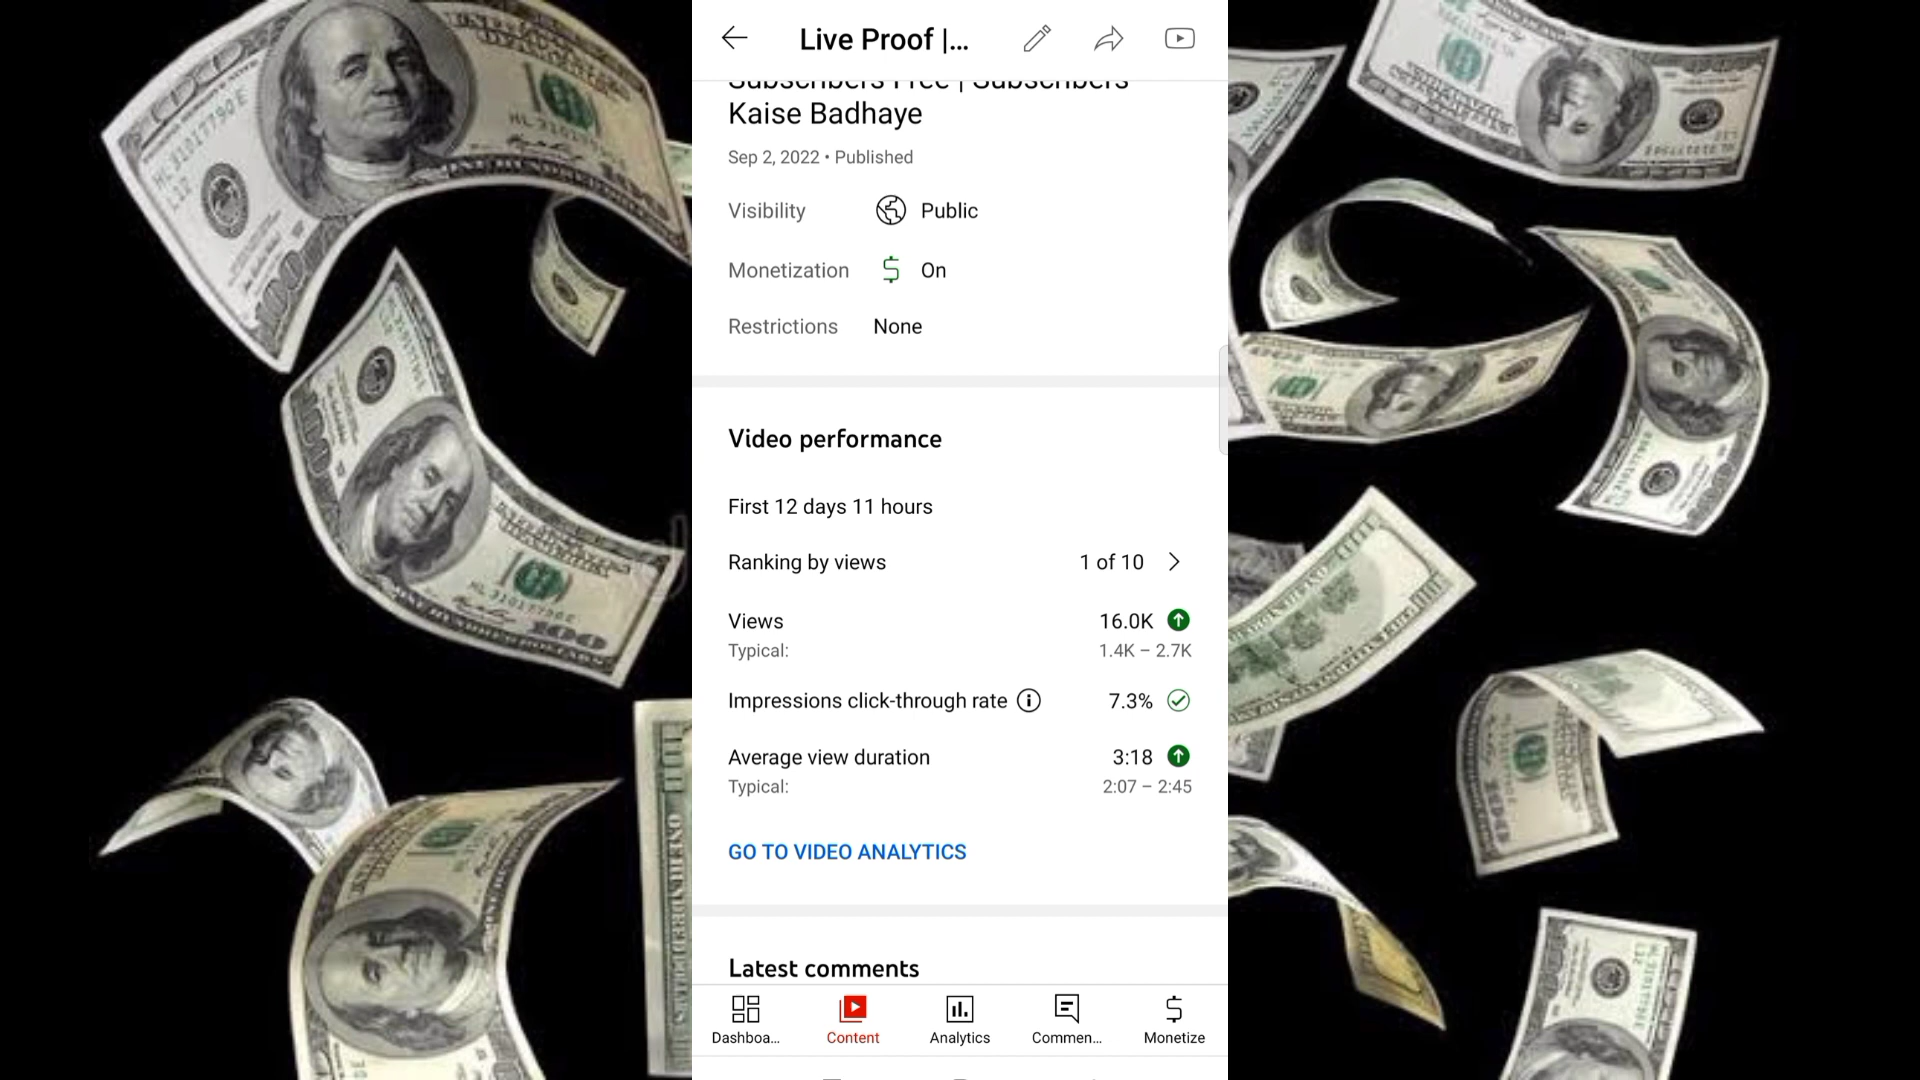 Live Proof |...
Subscribers Free | Subscribers
Kaise Badhaye
Sep 2, 2022 • Published
Visibility Public
Monetization On
Restrictions None
Video performance
First 12 days 11 hours
Ranking by views 1 of 10
Views 16.0K
Typical: 1.4K – 2.7K
Impressions click-through rate 7.3%
Average view duration 3:18
Typical: 2:07 – 2:45
GO TO VIDEO ANALYTICS
Latest comments
Dashboa... Content Analytics Commen... Monetize